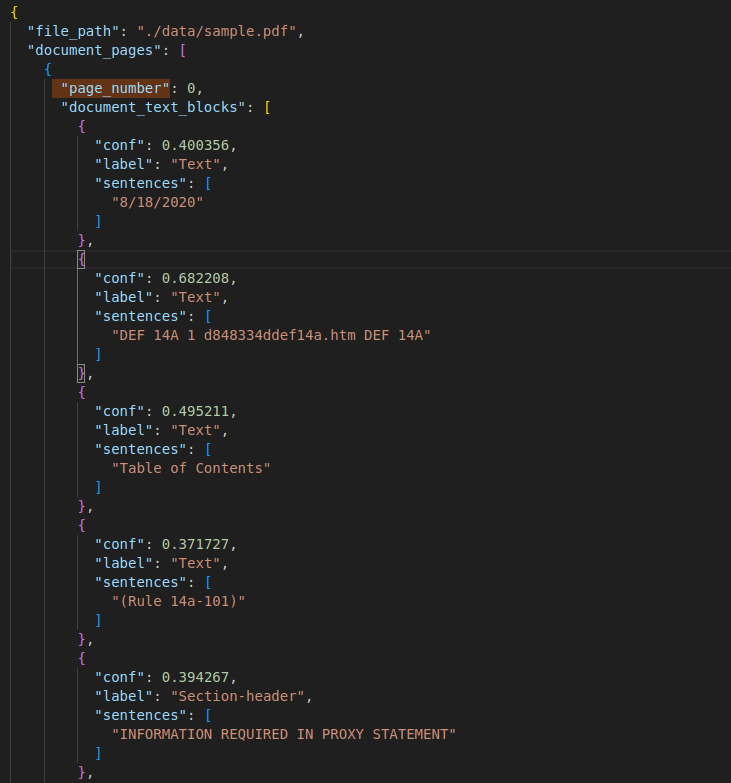 {
"file_path": "./data/sample.pdf",
"document_pages": [
{
"page_number": 0,
"document_text_blocks": [
{
"conf": 0.400356,
"label": "Text",
"sentences": [
"8/18/2020"
]
},
{
"conf": 0.682208,
"label": "Text",
"sentences": [
"DEF 14A 1 d848334ddef14a.htm DEF 14A"
]
},
{
"conf": 0.495211,
"label": "Text",
"sentences": [
"Table of Contents"
]
},
{
"conf": 0.371727,
"label": "Text",
"sentences": [
"(Rule 14a-101)"
]
},
{
"conf": 0.394267,
"label": "Section-header",
"sentences": [
"INFORMATION REQUIRED IN PROXY STATEMENT"
]
},